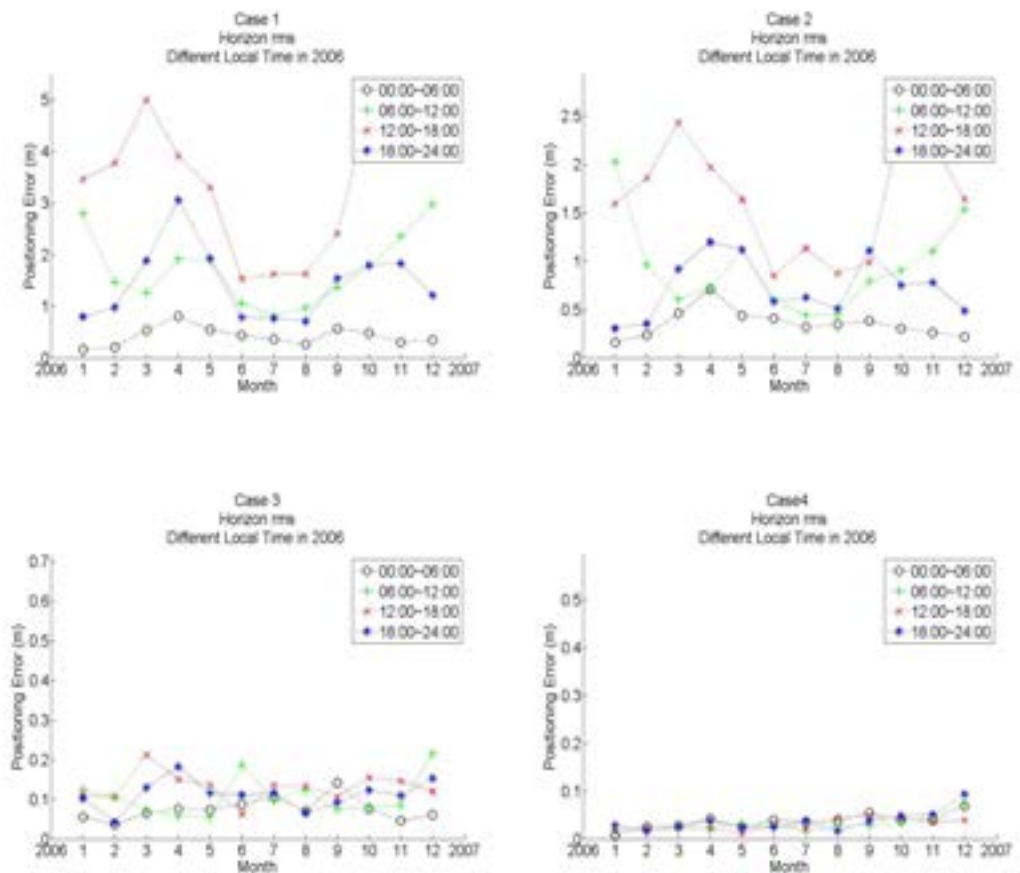 Case 1
Horizon rms
Different Local Time in 2006
Positioning Error (m)
5
4
3
2
1
0
00:00~06:00
06:00~12:00
12:00~18:00
18:00~24:00
2006 1 2 3 4 5 6 7 8 9 10 11 12 2007
Month
Case 2
Horizon rms
Different Local Time in 2006
Positioning Error (m)
2.5
2
1.5
1
0.5
0
00:00~06:00
06:00~12:00
12:00~18:00
18:00~24:00
2006 1 2 3 4 5 6 7 8 9 10 11 12 2007
Month
Case 3
Horizon rms
Different Local Time in 2006
Positioning Error (m)
0.7
0.6
0.5
0.4
0.3
0.2
0.1
0
00:00~06:00
06:00~12:00
12:00~18:00
18:00~24:00
2006 1 2 3 4 5 6 7 8 9 10 11 12 2007
Month
Case4
Horizon rms
Different Local Time in 2006
Positioning Error (m)
0.5
0.4
0.3
0.2
0.1
0
00:00~06:00
06:00~12:00
12:00~18:00
18:00~24:00
2006 1 2 3 4 5 6 7 8 9 10 11 12 2007
Month